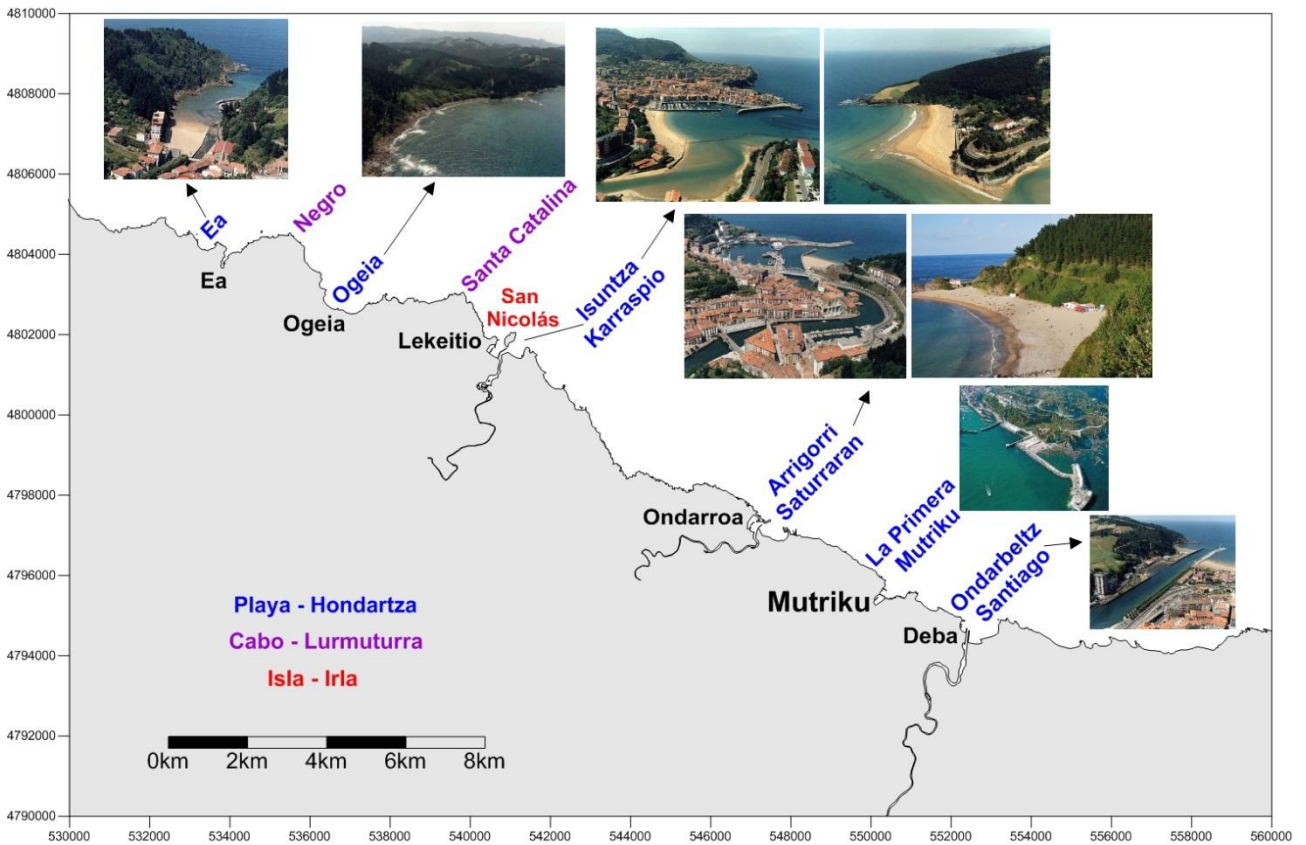 4810000
4808000
4806000
4804000
4802000
4800000
4798000
4796000
4794000
4792000
4790000
530000
532000
534000
536000
538000
540000
542000
544000
546000
548000
550000
552000
554000
556000
558000
560000
Ea
Negro
Ogeia
Santa Catalina
San
Nicolás
Isuntza
Karraspio
Arrigorri
Saturraran
La Primera
Mutriku
Ondarbeltz
Santiago
Ea
Ogeia
Lekeitio
Ondarroa
Mutriku
Deba
Playa - Hondartza
Cabo - Lurmuturra
Isla - Irla
0km
2km
4km
6km
8km